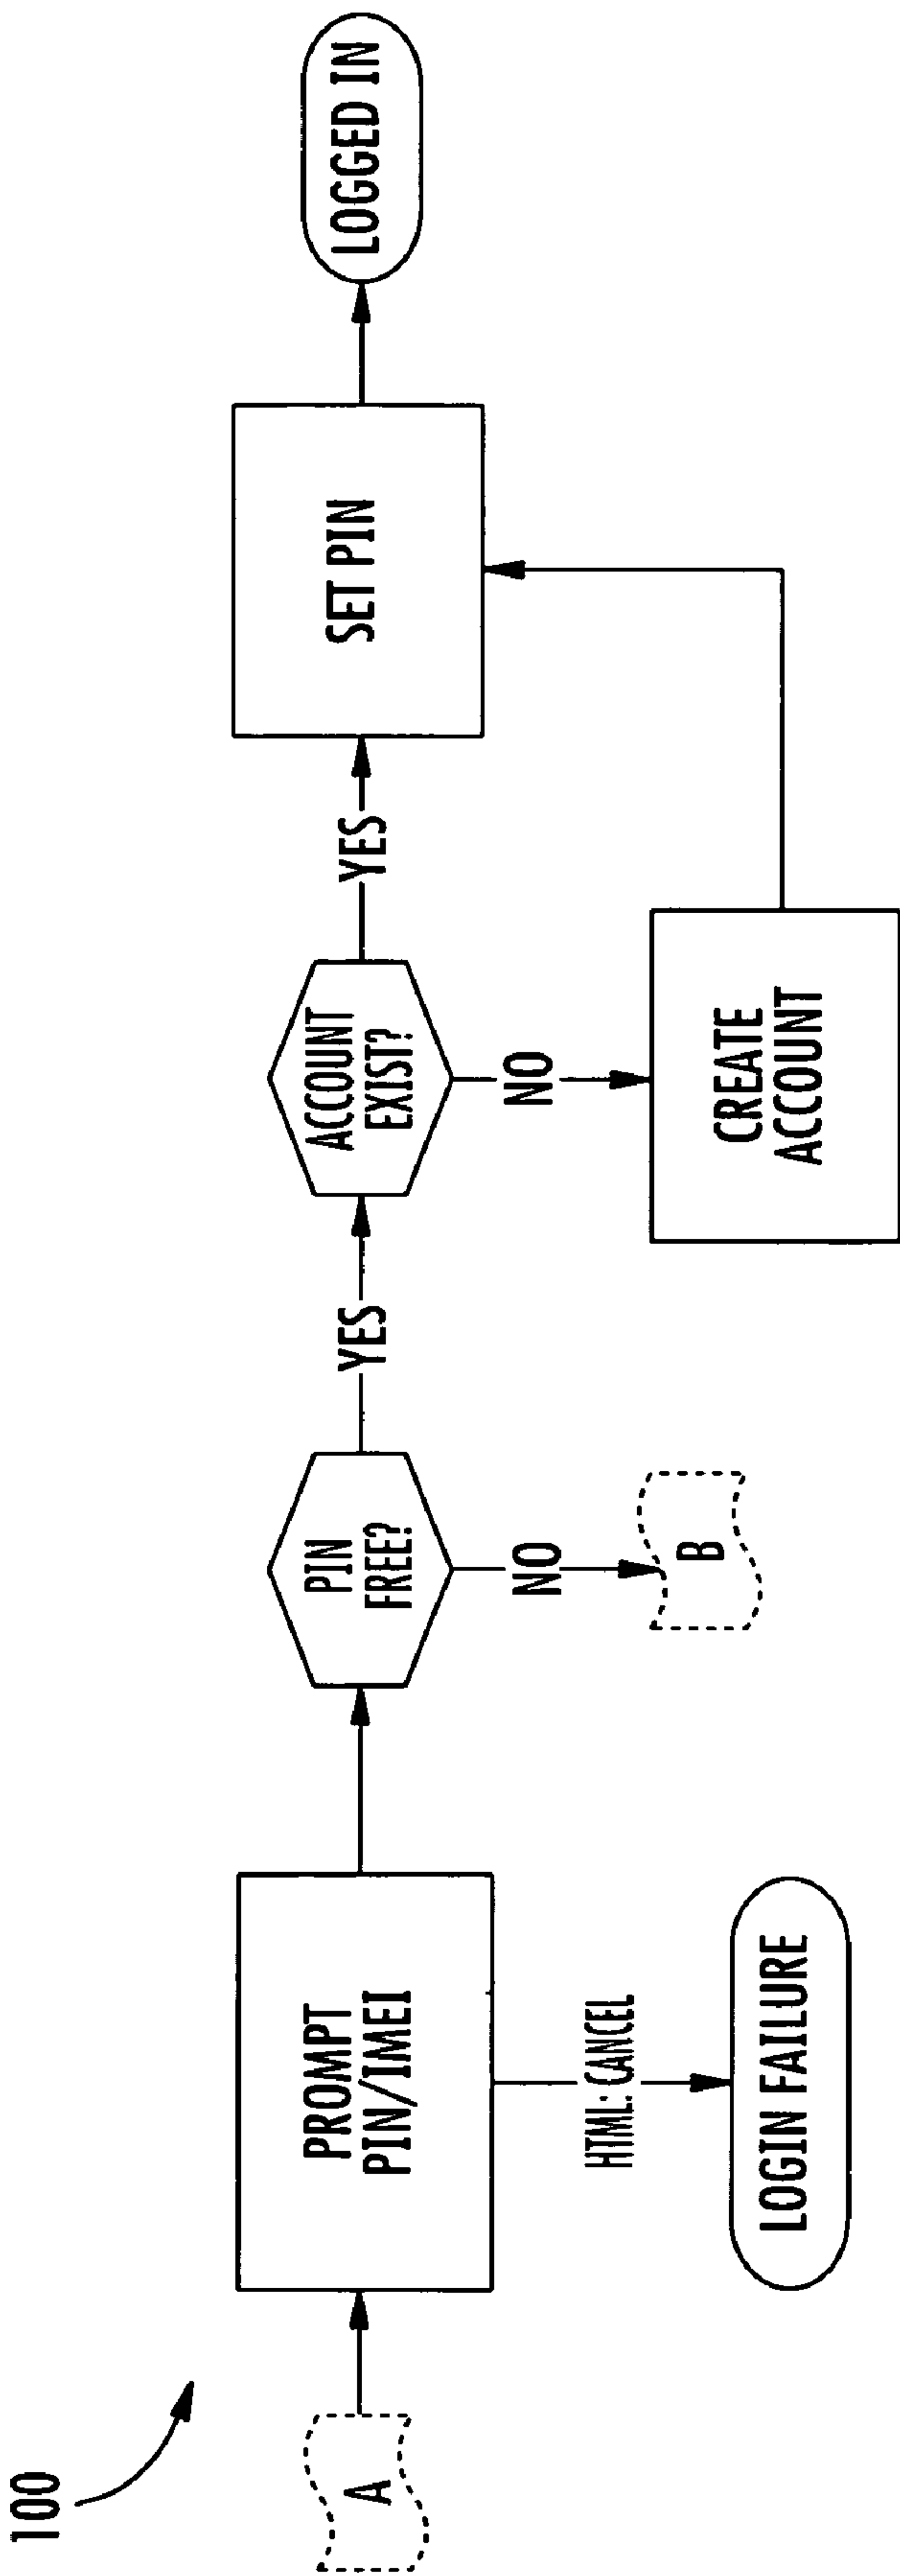 100
A
PROMPT
PIN/IMEI
HTML: CANCEL
LOGIN FAILURE
PIN
FREE?
NO
B
YES
ACCOUNT
EXIST?
NO
CREATE
ACCOUNT
YES
SET PIN
LOGGED IN